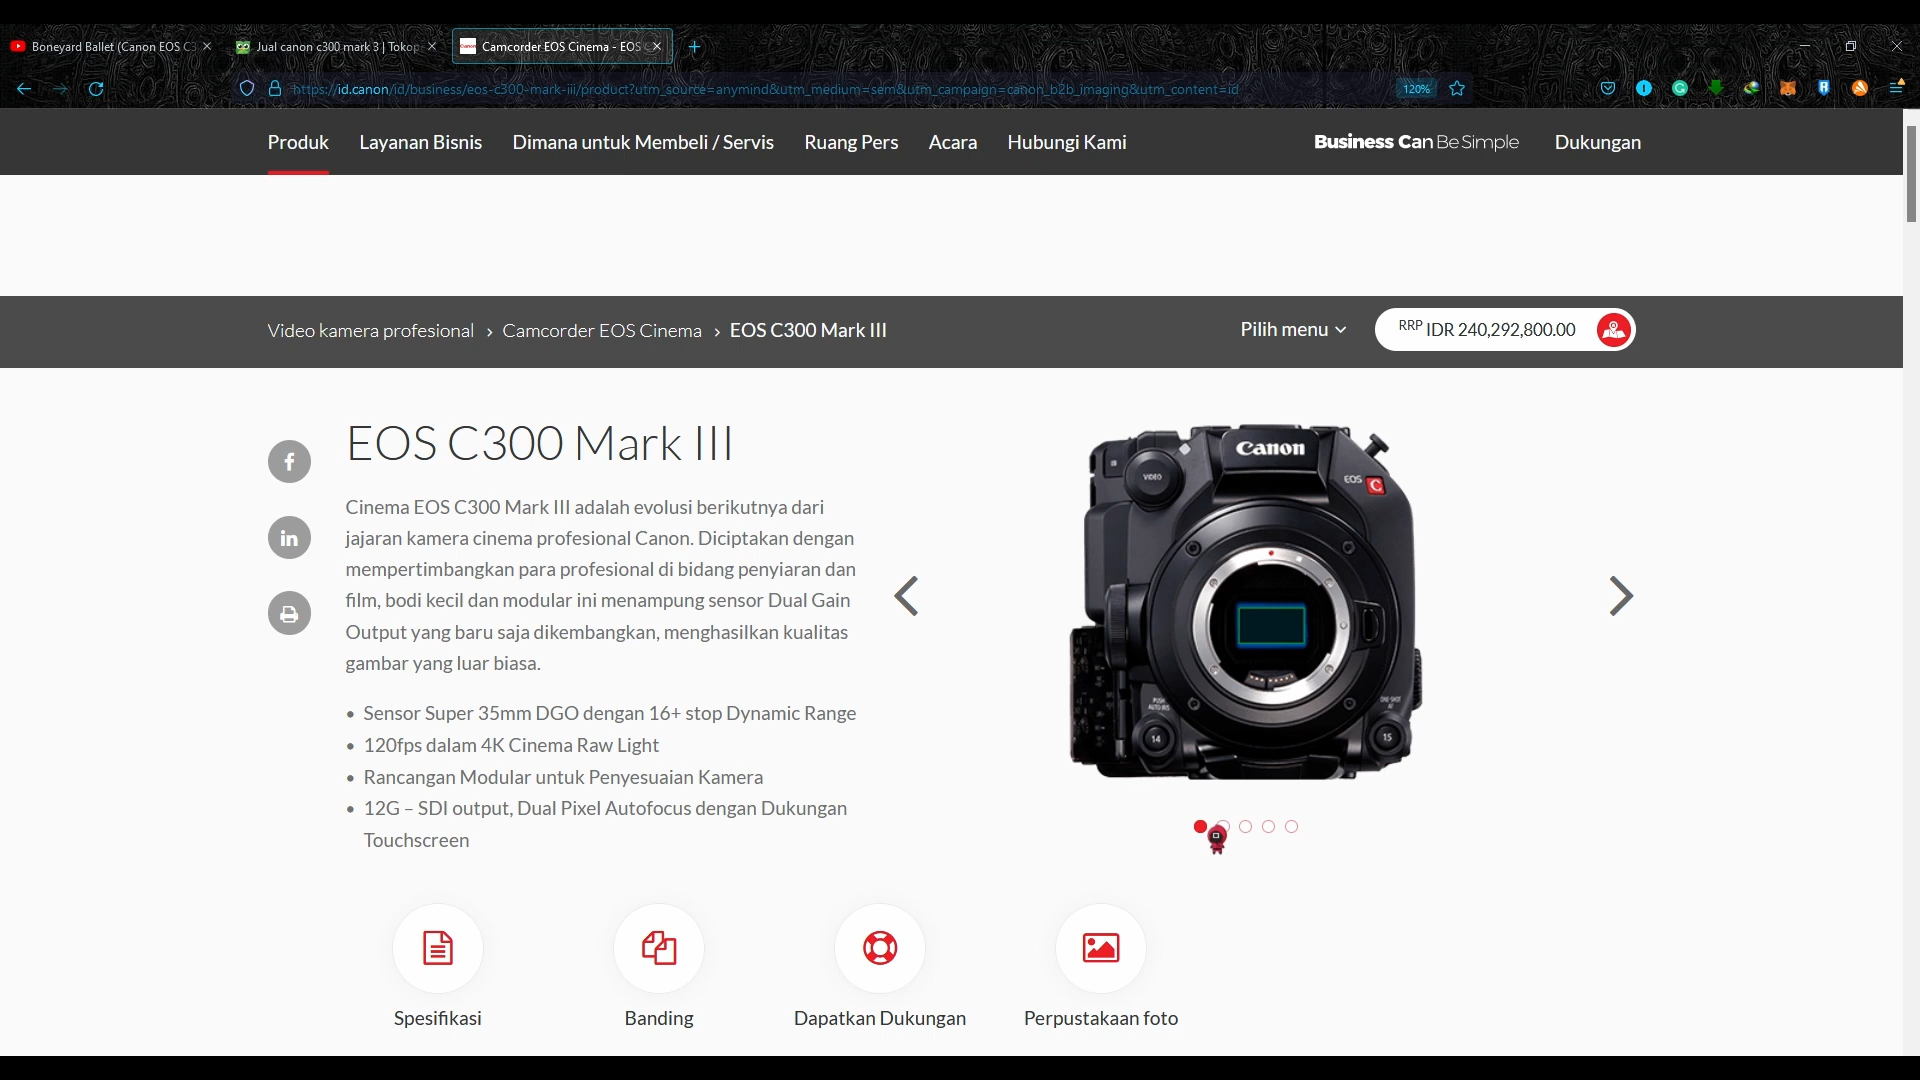 Boneyard Ballet (Canon EOS C3
Jual canon c300 mark 3 | Tokop
Camcorder EOS Cinema - EOS C
https://id.canon/id/business/eos-c300-mark-iii/product?utm_source=anymind&utm_medium=sem&utm_campaign=canon_b2b_imaging&utm_content=id
120%
Produk
Layanan Bisnis
Dimana untuk Membeli / Servis
Ruang Pers
Acara
Hubungi Kami
Business Can Be Simple
Dukungan
Video kamera profesional › Camcorder EOS Cinema › EOS C300 Mark III
Pilih menu
RRP IDR 240,292,800.00
EOS C300 Mark III
Cinema EOS C300 Mark III adalah evolusi berikutnya dari
jajaran kamera cinema profesional Canon. Diciptakan dengan
mempertimbangkan para profesional di bidang penyiaran dan
film, bodi kecil dan modular ini menampung sensor Dual Gain
Output yang baru saja dikembangkan, menghasilkan kualitas
gambar yang luar biasa.
• Sensor Super 35mm DGO dengan 16+ stop Dynamic Range
• 120fps dalam 4K Cinema Raw Light
• Rancangan Modular untuk Penyesuaian Kamera
• 12G – SDI output, Dual Pixel Autofocus dengan Dukungan
Touchscreen
Canon
VIDEO
EOS C
PUSH
AUTO IRIS
14
ONE-SHOT
AF
15
Spesifikasi
Banding
Dapatkan Dukungan
Perpustakaan foto